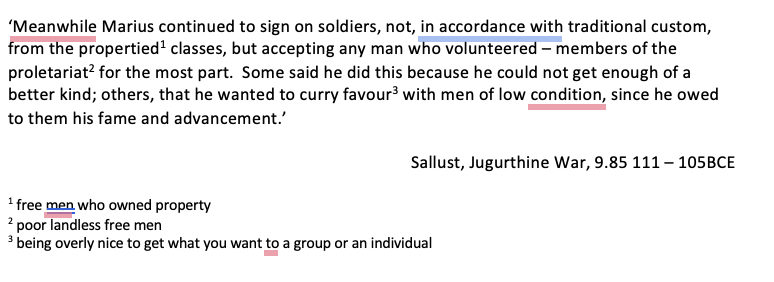 ‘Meanwhile Marius continued to sign on soldiers, not, in accordance with traditional custom,
from the propertied¹ classes, but accepting any man who volunteered – members of the
proletariat² for the most part.  Some said he did this because he could not get enough of a
better kind; others, that he wanted to curry favour³ with men of low condition, since he owed
to them his fame and advancement.’
Sallust, Jugurthine War, 9.85 111 – 105BCE
¹ free men who owned property
² poor landless free men
³ being overly nice to get what you want to a group or an individual